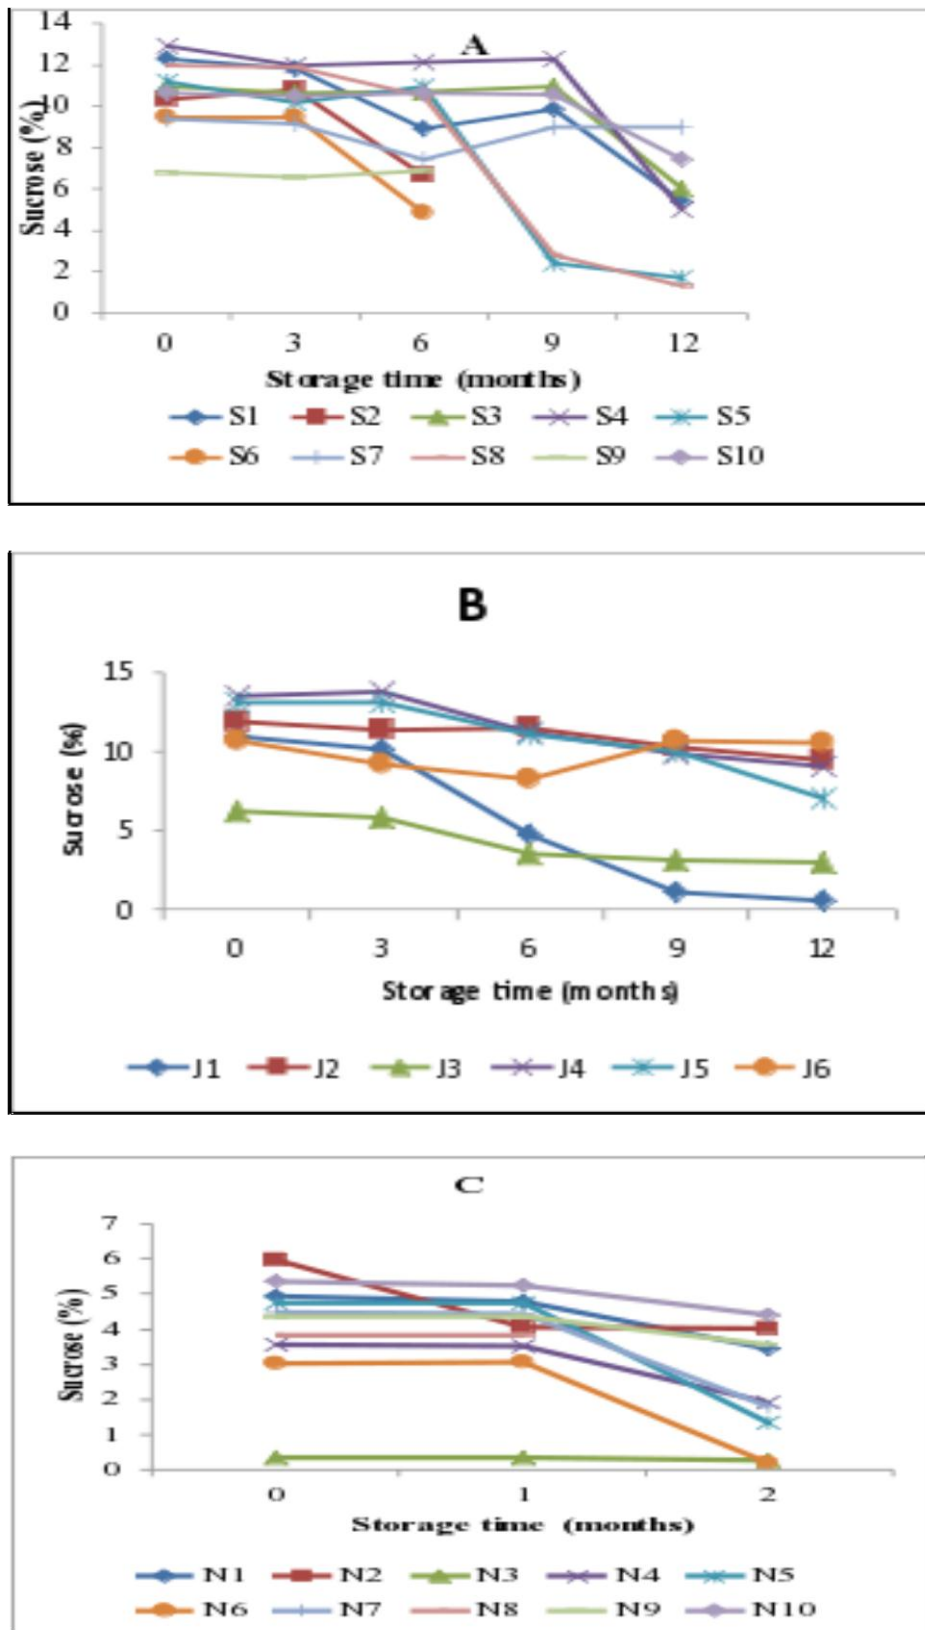 A
14
12
10
8
6
4
2
0
Sucrose (%)
0 3 6 9 12
Storage time (months)
S1 S2 S3 S4 S5
S6 S7 S8 S9 S10
B
15
10
5
0
Sucrose (%)
0 3 6 9 12
Storage time (months)
J1 J2 J3 J4 J5 J6
C
7
6
5
4
3
2
1
0
Sucrose (%)
0 1 2
Storage time (months)
N1 N2 N3 N4 N5
N6 N7 N8 N9 N10